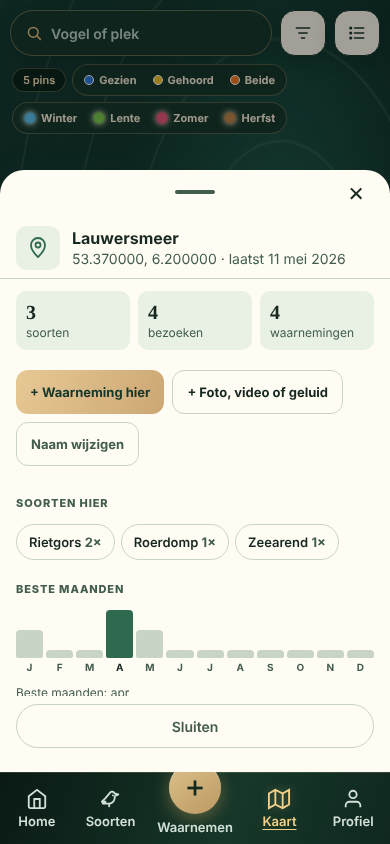 Vogel of plek
5 pins
Gezien
Gehoord
Beide
Winter
Lente
Zomer
Herfst
Lauwersmeer
53.370000, 6.200000 · laatst 11 mei 2026
3
soorten
4
bezoeken
4
waarnemingen
+ Waarneming hier
+ Foto, video of geluid
Naam wijzigen
SOORTEN HIER
Rietgors 2×
Roerdomp 1×
Zeearend 1×
BESTE MAANDEN
J F M A M J J A S O N D
Beste maanden: apr
Sluiten
Home
Soorten
Waarnemen
Kaart
Profiel